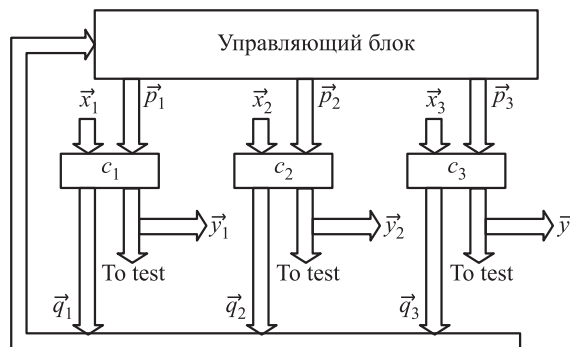 Управляющий блок
x⃗1 p⃗1 x⃗2 p⃗2 x⃗3 p⃗3
c1 c2 c3
y⃗1 y⃗2 y⃗
To test To test To test
q⃗1 q⃗2 q⃗3